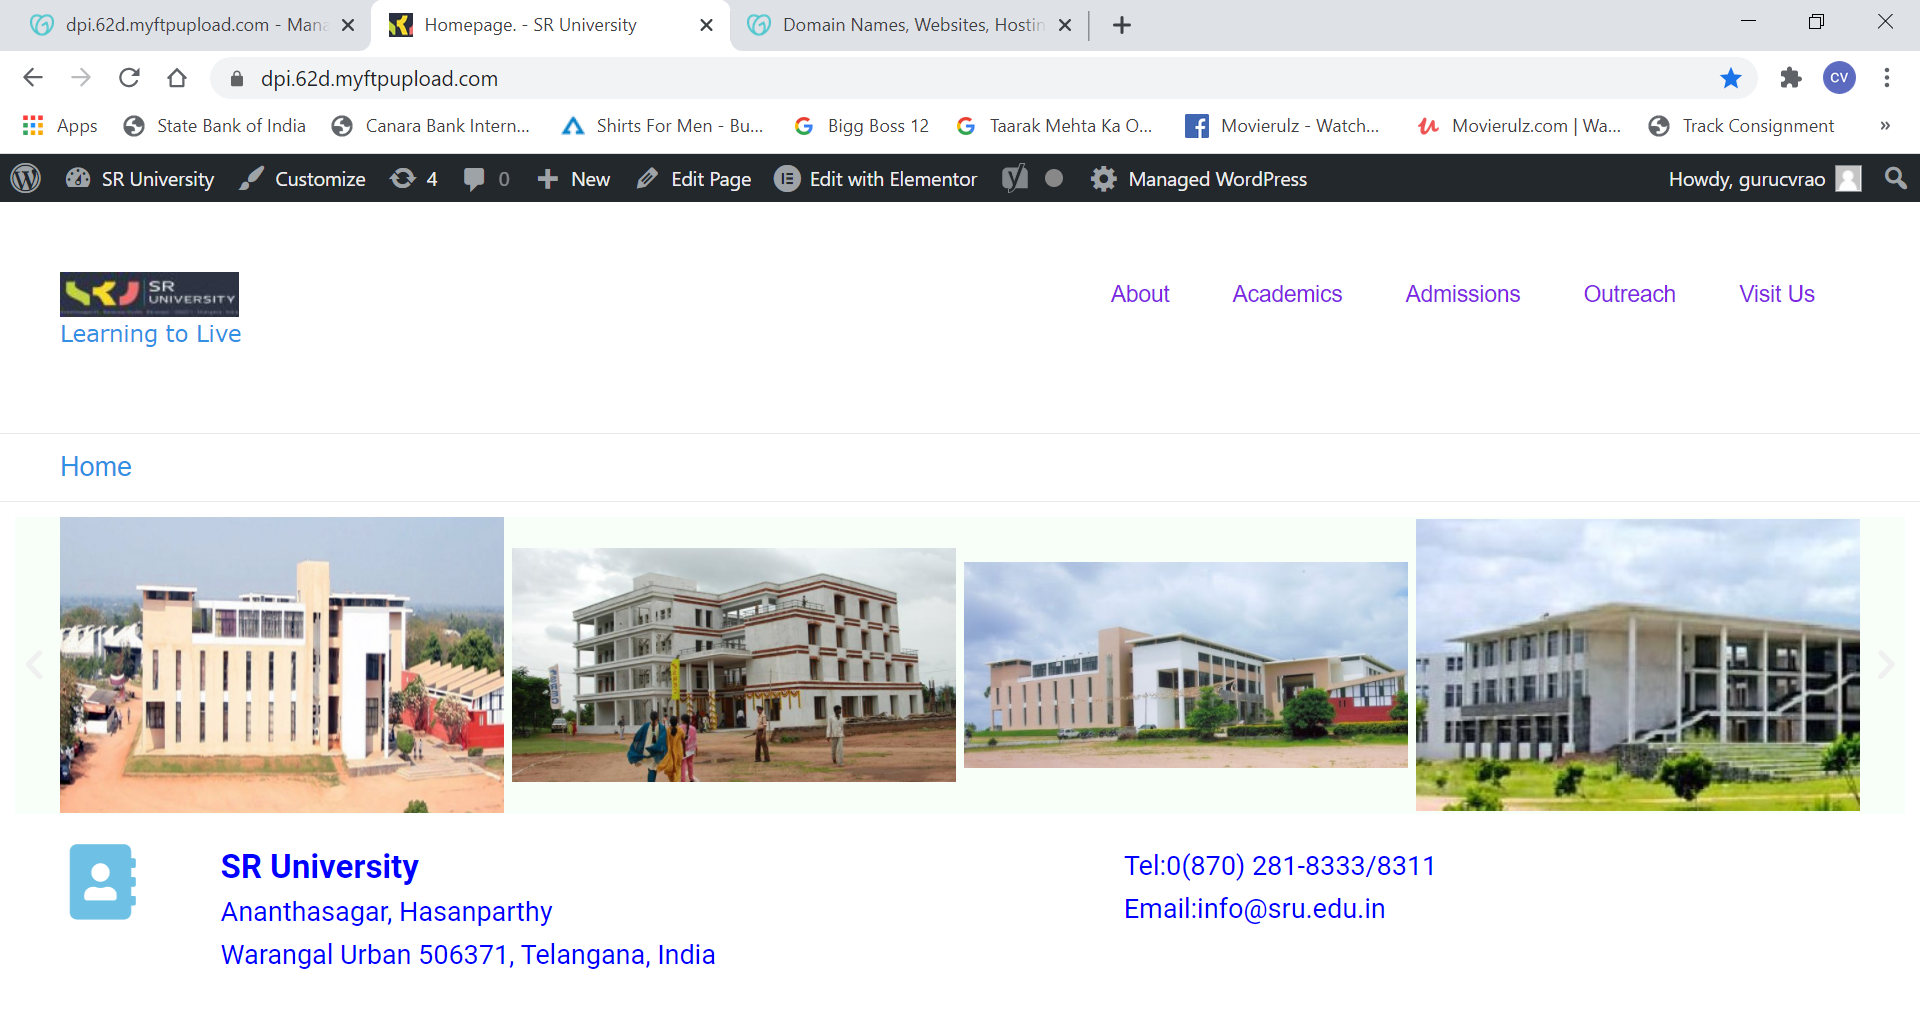 dpi.62d.myftpupload.com - Mana
Homepage. - SR University
Domain Names, Websites, Hostin
dpi.62d.myftpupload.com
CV
Apps
State Bank of India
Canara Bank Intern...
Shirts For Men - Bu...
Bigg Boss 12
Taarak Mehta Ka O...
Movierulz - Watch...
Movierulz.com | Wa...
Track Consignment
»
SR University
Customize
4
0
New
Edit Page
Edit with Elementor
Managed WordPress
Howdy, gurucvrao
SR
UNIVERSITY
Learning to Live
About
Academics
Admissions
Outreach
Visit Us
Home
SR University
Ananthasagar, Hasanparthy
Warangal Urban 506371, Telangana, India
Tel:0(870) 281-8333/8311
Email:info@sru.edu.in